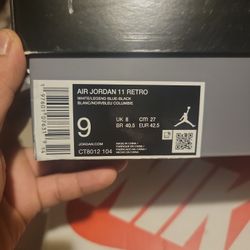 AIR JORDAN 11 RETRO
WHITE/LEGEND BLUE-BLACK
BLANC/NOIR/BLEU COLUMBIE
9
UK 8 CM 27
BR 40.5 EUR 42.5
JORDAN.COM
CT8012 104